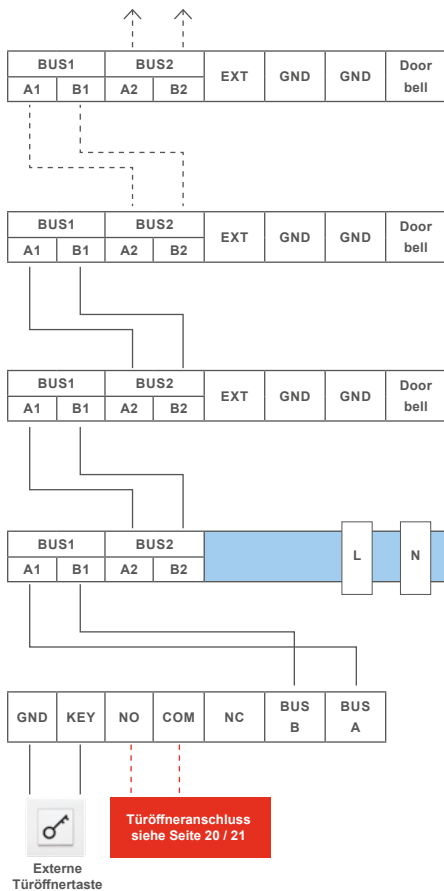 BUS1 BUS2 EXT GND GND Door bell
A1 B1 A2 B2
BUS1 BUS2 EXT GND GND Door bell
A1 B1 A2 B2
BUS1 BUS2 EXT GND GND Door bell
A1 B1 A2 B2
BUS1 BUS2 L N
A1 B1 A2 B2
GND KEY NO COM NC BUS B BUS A
Türöffneranschluss
siehe Seite 20 / 21
Externe
Türöffnertaste